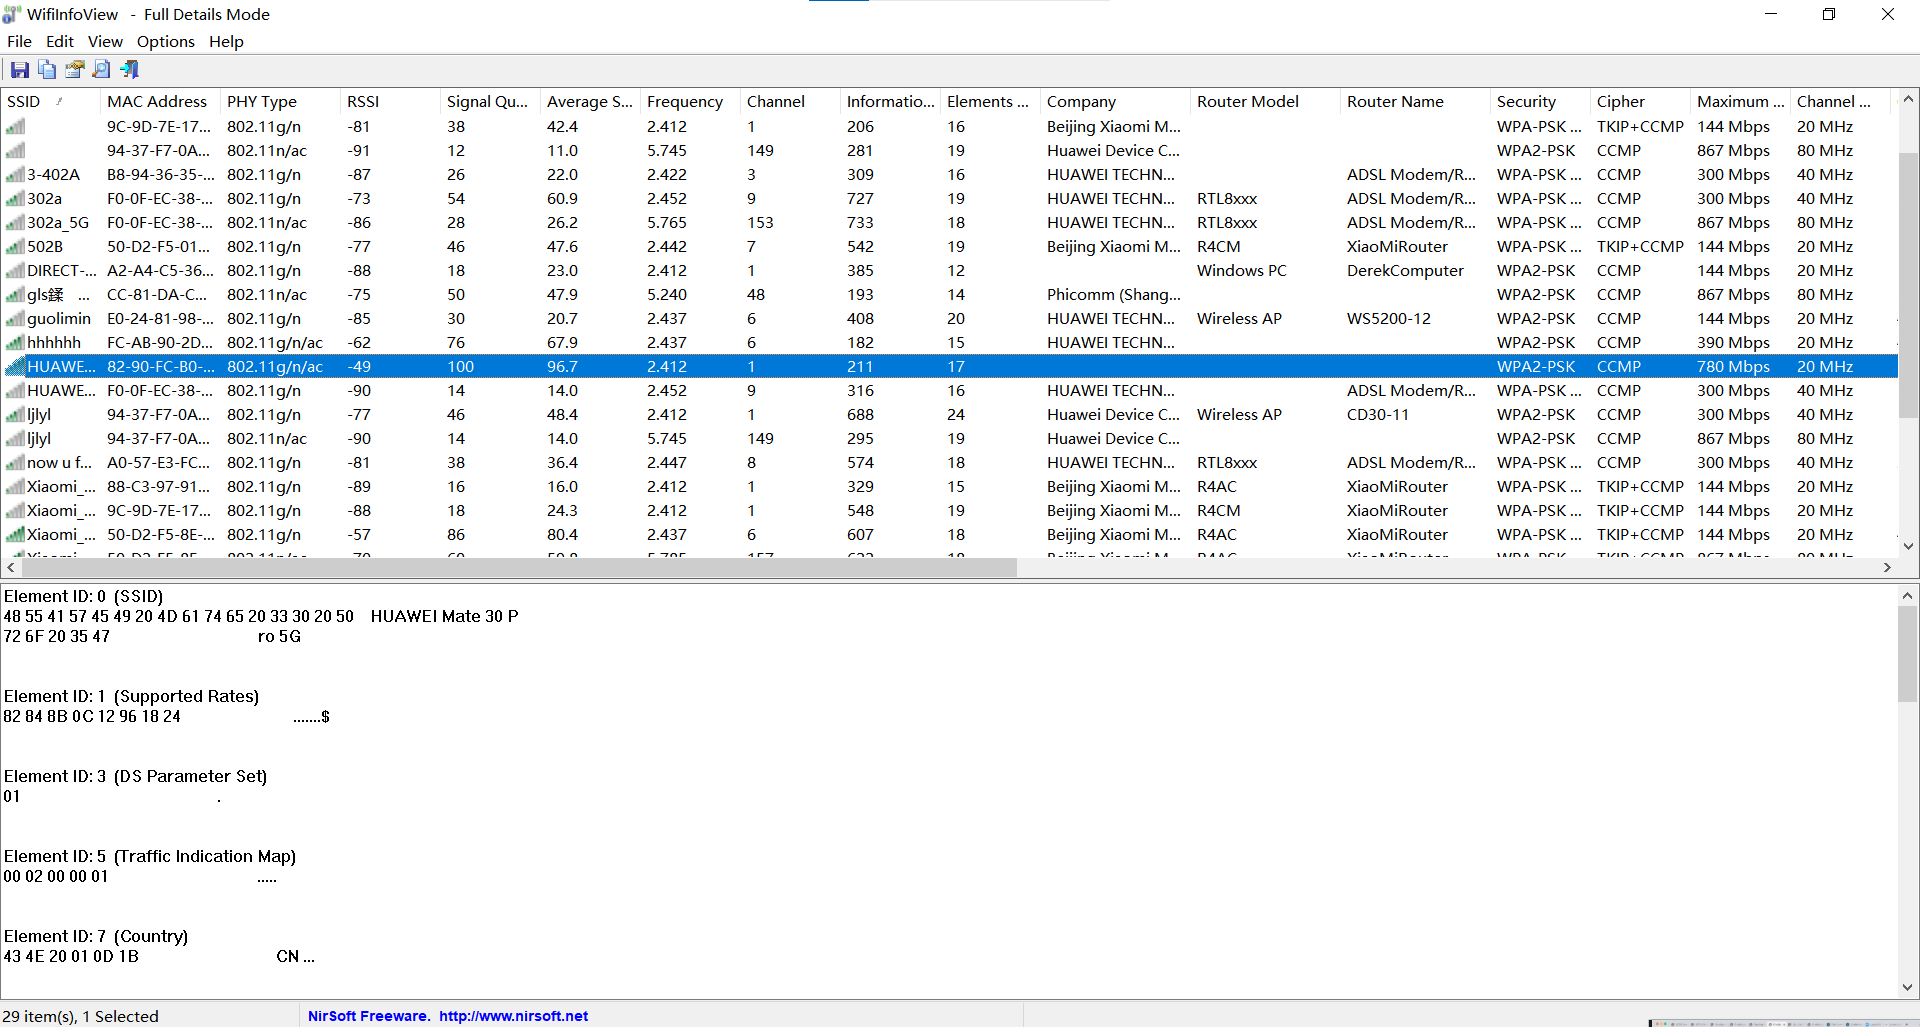 WifiInfoView - Full Details Mode
File Edit View Options Help
SSID MAC Address PHY Type RSSI Signal Qu... Average S... Frequency Channel Informatio... Elements ... Company Router Model Router Name Security Cipher Maximum ... Channel ...
9C-9D-7E-17... 802.11g/n -81 38 42.4 2.412 1 206 16 Beijing Xiaomi M... WPA-PSK ... TKIP+CCMP 144 Mbps 20 MHz
94-37-F7-0A... 802.11n/ac -91 12 11.0 5.745 149 281 19 Huawei Device C... WPA2-PSK CCMP 867 Mbps 80 MHz
3-402A B8-94-36-35-... 802.11g/n -87 26 22.0 2.422 3 309 16 HUAWEI TECHN... ADSL Modem/R... WPA-PSK ... CCMP 300 Mbps 40 MHz
302a F0-0F-EC-38-... 802.11g/n -73 54 60.9 2.452 9 727 19 HUAWEI TECHN... RTL8xxx ADSL Modem/R... WPA-PSK ... CCMP 300 Mbps 40 MHz
302a_5G F0-0F-EC-38-... 802.11n/ac -86 28 26.2 5.765 153 733 18 HUAWEI TECHN... RTL8xxx ADSL Modem/R... WPA-PSK ... CCMP 867 Mbps 80 MHz
502B 50-D2-F5-01... 802.11g/n -77 46 47.6 2.442 7 542 19 Beijing Xiaomi M... R4CM XiaoMiRouter WPA-PSK ... TKIP+CCMP 144 Mbps 20 MHz
DIRECT-... A2-A4-C5-36... 802.11g/n -88 18 23.0 2.412 1 385 12 Windows PC DerekComputer WPA2-PSK CCMP 144 Mbps 20 MHz
gls鍒 ... CC-81-DA-C... 802.11n/ac -75 50 47.9 5.240 48 193 14 Phicomm (Shang... WPA2-PSK CCMP 867 Mbps 80 MHz
guolimin E0-24-81-98-... 802.11g/n -85 30 20.7 2.437 6 408 20 HUAWEI TECHN... Wireless AP WS5200-12 WPA2-PSK CCMP 144 Mbps 20 MHz
hhhhhh FC-AB-90-2D... 802.11g/n/ac -62 76 67.9 2.437 6 182 15 HUAWEI TECHN... WPA2-PSK CCMP 390 Mbps 20 MHz
HUAWE... 82-90-FC-B0-... 802.11g/n/ac -49 100 96.7 2.412 1 211 17 WPA2-PSK CCMP 780 Mbps 20 MHz
HUAWE... F0-0F-EC-38-... 802.11g/n -90 14 14.0 2.452 9 316 16 HUAWEI TECHN... ADSL Modem/R... WPA-PSK ... CCMP 300 Mbps 40 MHz
ljlyl 94-37-F7-0A... 802.11g/n -77 46 48.4 2.412 1 688 24 Huawei Device C... Wireless AP CD30-11 WPA2-PSK CCMP 300 Mbps 40 MHz
ljlyl 94-37-F7-0A... 802.11n/ac -90 14 14.0 5.745 149 295 19 Huawei Device C... WPA2-PSK CCMP 867 Mbps 80 MHz
now u f... A0-57-E3-FC... 802.11g/n -81 38 36.4 2.447 8 574 18 HUAWEI TECHN... RTL8xxx ADSL Modem/R... WPA-PSK ... CCMP 300 Mbps 40 MHz
Xiaomi_... 88-C3-97-91... 802.11g/n -89 16 16.0 2.412 1 329 15 Beijing Xiaomi M... R4AC XiaoMiRouter WPA-PSK ... TKIP+CCMP 144 Mbps 20 MHz
Xiaomi_... 9C-9D-7E-17... 802.11g/n -88 18 24.3 2.412 1 548 19 Beijing Xiaomi M... R4CM XiaoMiRouter WPA-PSK ... TKIP+CCMP 144 Mbps 20 MHz
Xiaomi_... 50-D2-F5-8E-... 802.11g/n -57 86 80.4 2.437 6 607 18 Beijing Xiaomi M... R4AC XiaoMiRouter WPA-PSK ... TKIP+CCMP 144 Mbps 20 MHz
Element ID: 0 (SSID)
48 55 41 57 45 49 20 4D 61 74 65 20 33 30 20 50 HUAWEI Mate 30 P
72 6F 20 35 47 ro 5G
Element ID: 1 (Supported Rates)
82 84 8B 0C 12 96 18 24 .......$
Element ID: 3 (DS Parameter Set)
01 .
Element ID: 5 (Traffic Indication Map)
00 02 00 00 01 .....
Element ID: 7 (Country)
43 4E 20 01 0D 1B CN ...
29 item(s), 1 Selected NirSoft Freeware. http://www.nirsoft.net